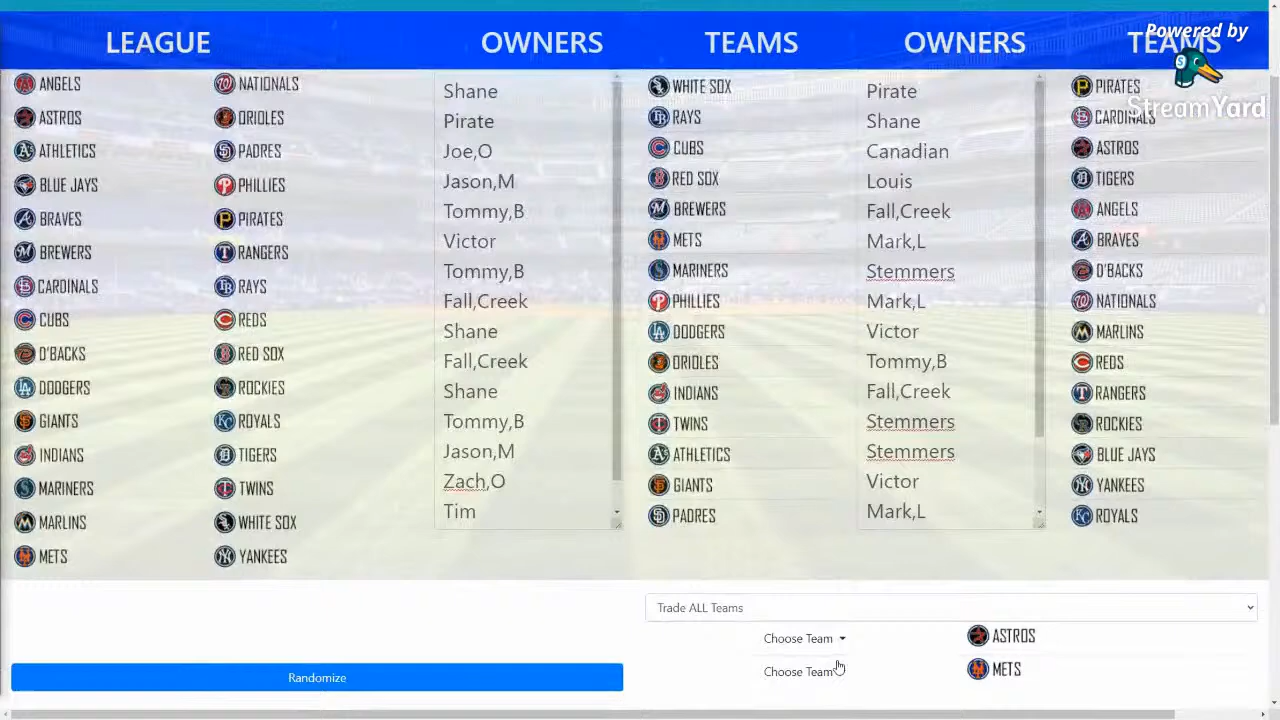 LEAGUE OWNERS TEAMS OWNERS TEAMS
Powered by
StreamYard
ANGELS NATIONALS
ASTROS ORIOLES
ATHLETICS PADRES
BLUE JAYS PHILLIES
BRAVES PIRATES
BREWERS RANGERS
CARDINALS RAYS
CUBS REDS
D'BACKS RED SOX
DODGERS ROCKIES
GIANTS ROYALS
INDIANS TIGERS
MARINERS TWINS
MARLINS WHITE SOX
METS YANKEES
Shane WHITE SOX
Pirate RAYS
Joe,O CUBS
Jason,M RED SOX
Tommy,B BREWERS
Victor METS
Tommy,B MARINERS
Fall,Creek PHILLIES
Shane DODGERS
Fall,Creek ORIOLES
Shane INDIANS
Tommy,B TWINS
Jason,M ATHLETICS
Zach,O GIANTS
Tim PADRES
Pirate PIRATES
Shane CARDINALS
Canadian ASTROS
Louis TIGERS
Fall,Creek ANGELS
Mark,L BRAVES
Stemmers D'BACKS
Mark,L NATIONALS
Victor MARLINS
Tommy,B REDS
Fall,Creek RANGERS
Stemmers ROCKIES
Stemmers BLUE JAYS
Victor YANKEES
Mark,L ROYALS
Trade ALL Teams
Choose Team ASTROS
Choose Team METS
Randomize